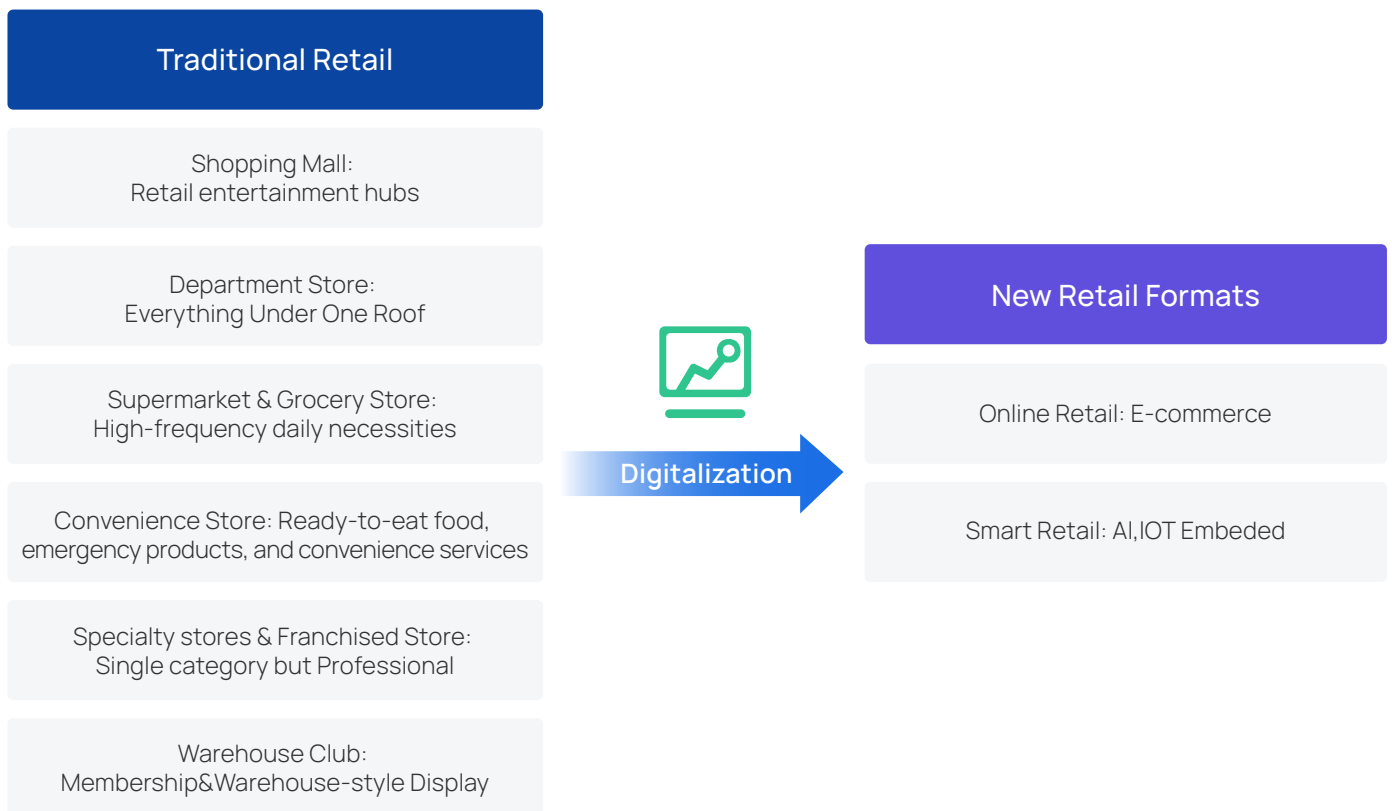 Traditional Retail
Shopping Mall:
Retail entertainment hubs
Department Store:
Everything Under One Roof
Supermarket & Grocery Store:
High-frequency daily necessities
Convenience Store: Ready-to-eat food,
emergency products, and convenience services
Specialty stores & Franchised Store:
Single category but Professional
Warehouse Club:
Membership&Warehouse-style Display
Digitalization
New Retail Formats
Online Retail: E-commerce
Smart Retail: AI,IOT Embeded